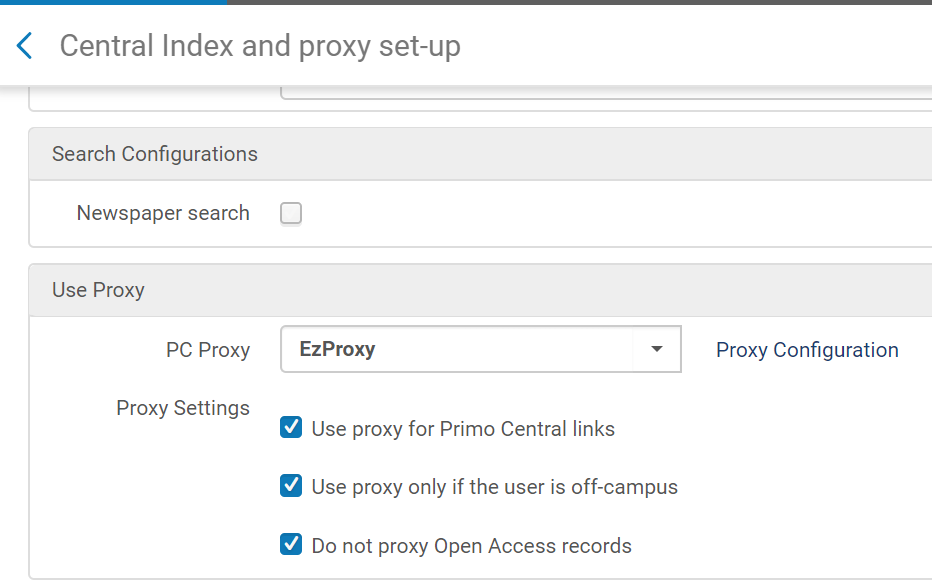 Central Index and proxy set-up
Search Configurations
Newspaper search
Use Proxy
PC Proxy EzProxy Proxy Configuration
Proxy Settings
Use proxy for Primo Central links
Use proxy only if the user is off-campus
Do not proxy Open Access records